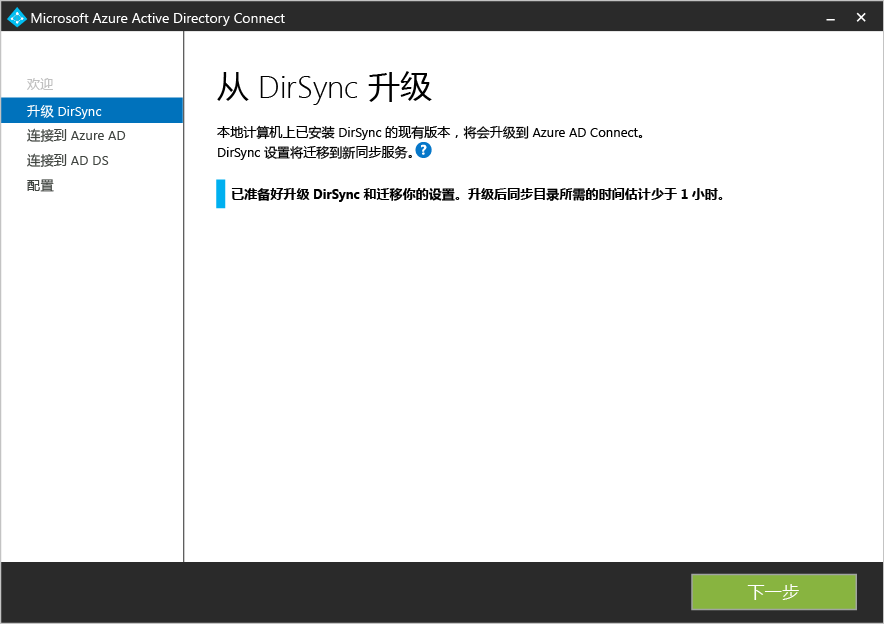 Microsoft Azure Active Directory Connect
欢迎
升级 DirSync
连接到 Azure AD
连接到 AD DS
配置
从 DirSync 升级
本地计算机上已安装 DirSync 的现有版本，将会升级到 Azure AD Connect。
DirSync 设置将迁移到新同步服务。?
已准备好升级 DirSync 和迁移你的设置。升级后同步目录所需的时间估计少于 1 小时。
下一步